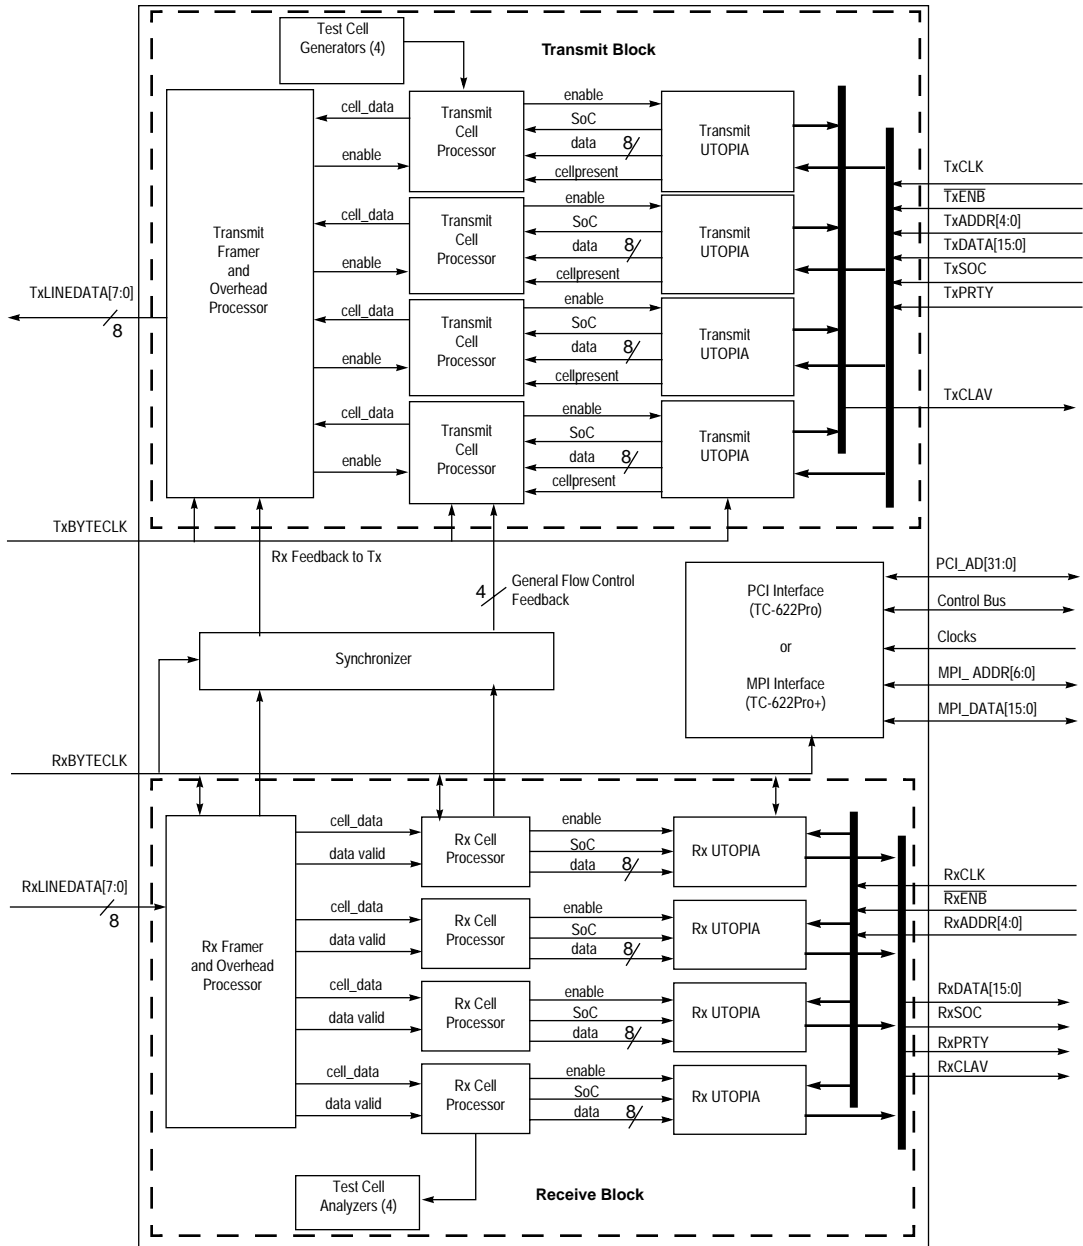 Test Cell
Generators (4)
Transmit Block
Transmit
Framer
and
Overhead
Processor
cell_data
enable
Transmit
Cell
Processor
enable
SoC
data
8
cellpresent
Transmit
UTOPIA
cell_data
enable
Transmit
Cell
Processor
enable
SoC
data
8
cellpresent
Transmit
UTOPIA
cell_data
enable
Transmit
Cell
Processor
enable
SoC
data
8
cellpresent
Transmit
UTOPIA
cell_data
enable
Transmit
Cell
Processor
enable
SoC
data
8
cellpresent
Transmit
UTOPIA
TxCLK
TxENB
TxADDR[4:0]
TxDATA[15:0]
TxSOC
TxPRTY
TxCLAV
TxLINEDATA[7:0]
8
TxBYTECLK
Rx Feedback to Tx
4
General Flow Control
Feedback
Synchronizer
PCI Interface
(TC-622Pro)
or
MPI Interface
(TC-622Pro+)
PCI_AD[31:0]
Control Bus
Clocks
MPI_ ADDR[6:0]
MPI_DATA[15:0]
RxBYTECLK
RxLINEDATA[7:0]
8
Rx Framer
and Overhead
Processor
cell_data
data valid
Rx Cell
Processor
enable
SoC
data
8
Rx UTOPIA
cell_data
data valid
Rx Cell
Processor
enable
SoC
data
8
Rx UTOPIA
cell_data
data valid
Rx Cell
Processor
enable
SoC
data
8
Rx UTOPIA
cell_data
data valid
Rx Cell
Processor
enable
SoC
data
8
Rx UTOPIA
RxCLK
RxENB
RxADDR[4:0]
RxDATA[15:0]
RxSOC
RxPRTY
RxCLAV
Test Cell
Analyzers (4)
Receive Block